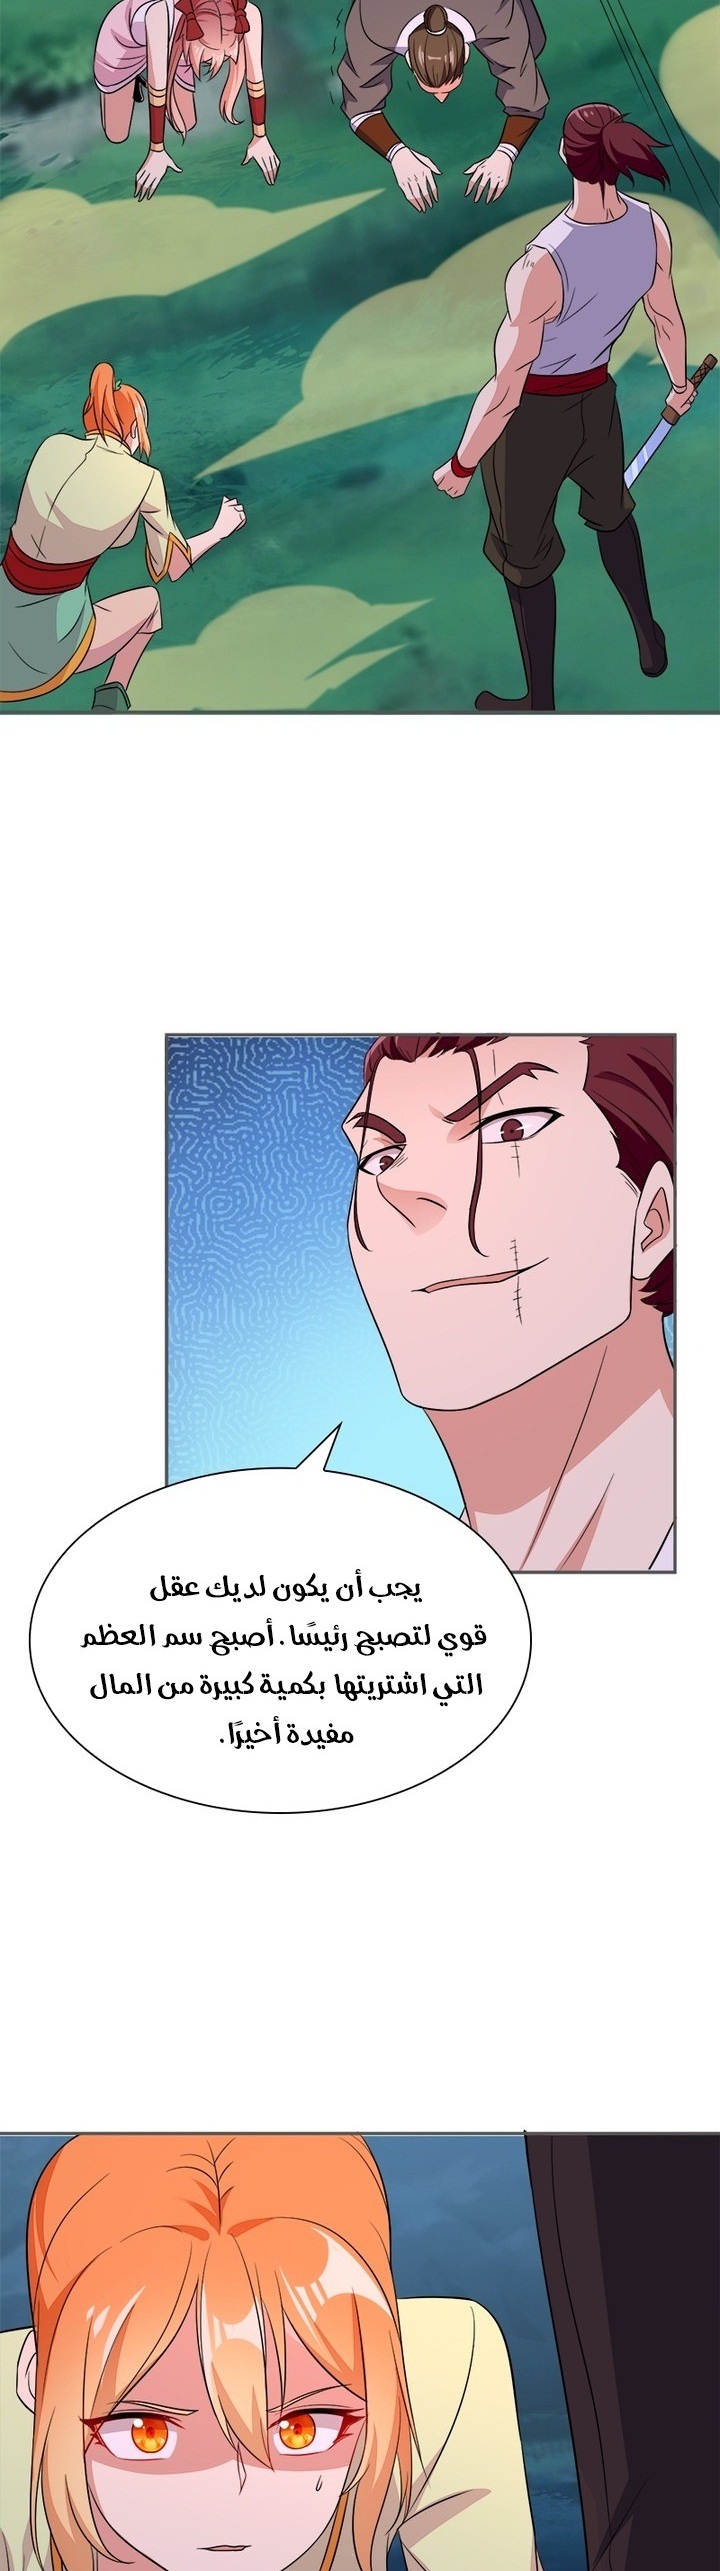 يجب أن يكون لديك عقل
قوي لتصبح رئيسًا. أصبح سم العظم
التي اشتريتها بكمية كبيرة من المال
مفيدة أخيرًا.